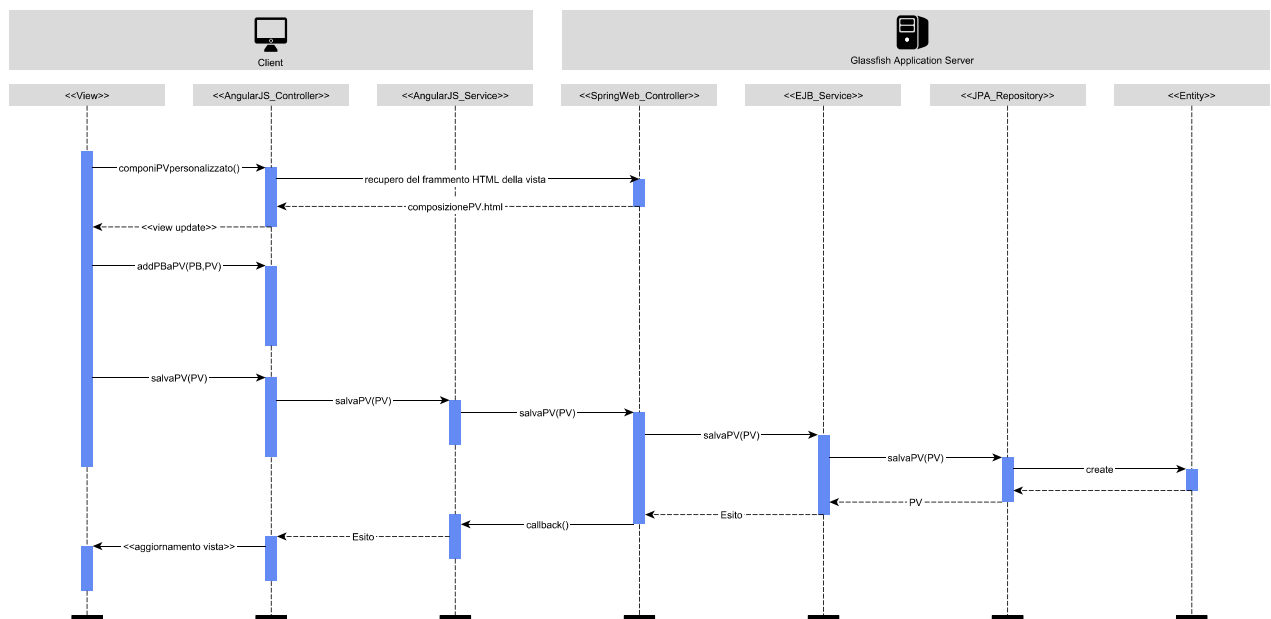 Client
Glassfish Application Server
<<View>>
<<AngularJS_Controller>>
<<AngularJS_Service>>
<<SpringWeb_Controller>>
<<EJB_Service>>
<<JPA_Repository>>
<<Entity>>
componiPVpersonalizzato()
recupero del frammento HTML della vista
composizionePV.html
<<view update>>
addPBaPV(PB,PV)
salvaPV(PV)
salvaPV(PV)
salvaPV(PV)
salvaPV(PV)
salvaPV(PV)
create
PV
Esito
callback()
Esito
<<aggiornamento vista>>